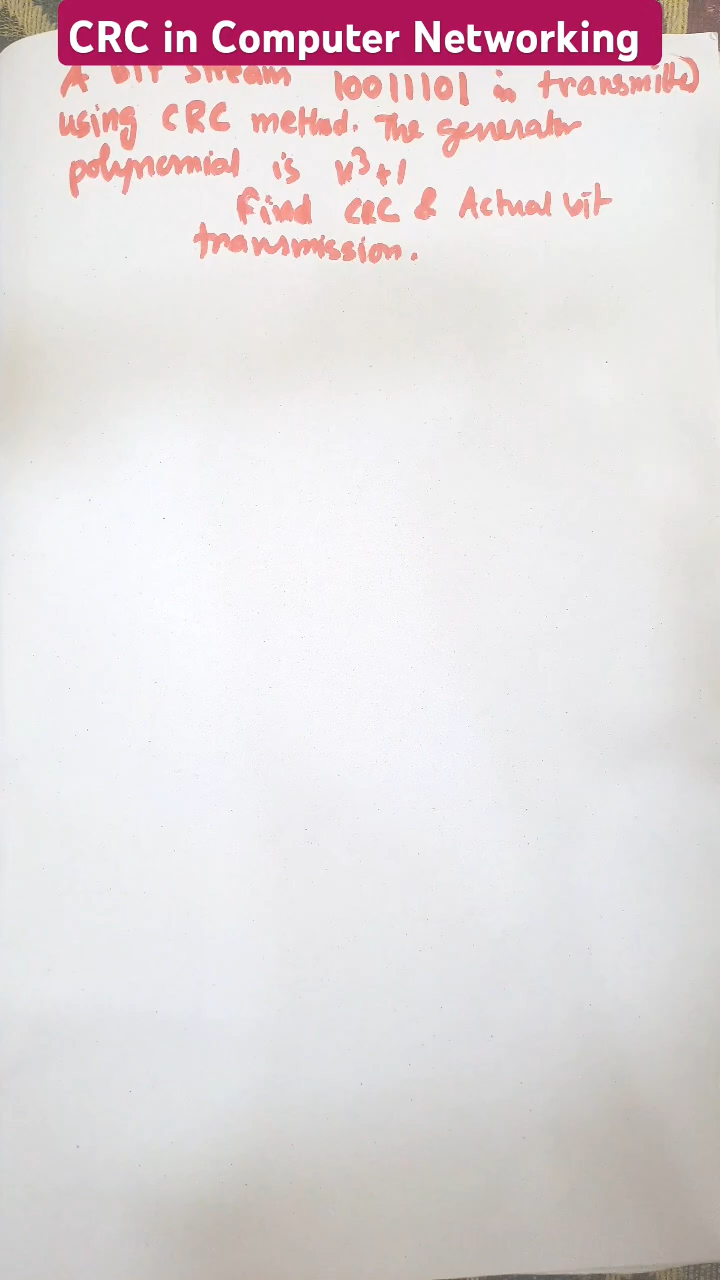 CRC in Computer Networking
A bit stream 10011101 is transmitted
using CRC method. The generator
polynomial is x³+1
Find CRC & Actual bit
transmission.